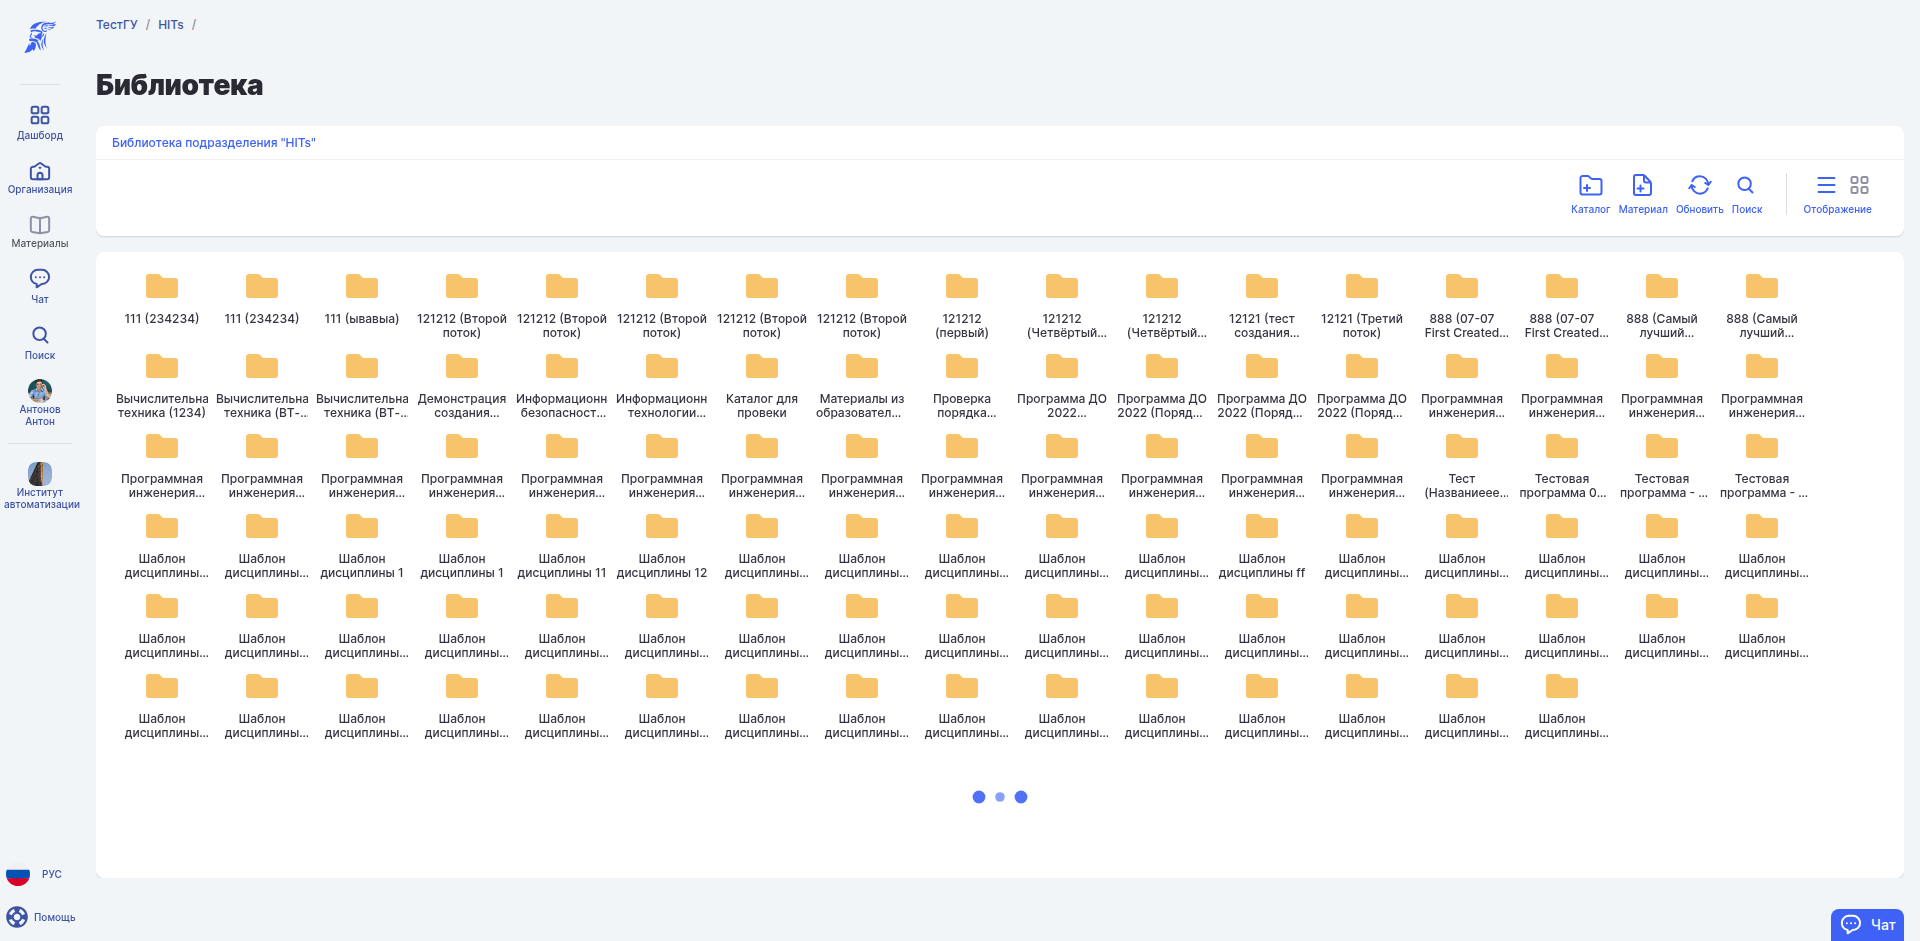 ТестГУ / HITs /
Библиотека
Дашборд
Организация
Материалы
Чат
Поиск
Антонов
Антон
Институт
автоматизации
РУС
Помощь
Библиотека подразделения "HITs"
Каталог Материал Обновить Поиск Отображение
111 (234234) 111 (234234) 111 (ывавыа) 121212 (Второй 121212 (Второй 121212 (Второй 121212 (Второй 121212 (Второй 121212 121212 121212 12121 (тест 12121 (Третий 888 (07-07 888 (07-07 888 (Самый 888 (Самый
поток) поток) поток) поток) поток) (первый) (Четвёртый... (Четвёртый... создания... поток) First Created... First Created... лучший... лучший...
Вычислительна Вычислительна Вычислительна Демонстрация Информационн Информационн Каталог для Материалы из Проверка Программа ДО Программа ДО Программа ДО Программа ДО Программная Программная Программная Программная
техника (1234) техника (ВТ-... техника (ВТ-... создания... безопасност... технологии... провеки образовател... порядка... 2022... 2022 (Поряд... 2022 (Поряд... 2022 (Поряд... инженерия... инженерия... инженерия... инженерия...
Программная Программная Программная Программная Программная Программная Программная Программная Программная Программная Программная Программная Программная Тест Тестовая Тестовая Тестовая
инженерия... инженерия... инженерия... инженерия... инженерия... инженерия... инженерия... инженерия... инженерия... инженерия... инженерия... инженерия... инженерия... (Названиеее... программа 0... программа - ... программа - ...
Шаблон Шаблон Шаблон Шаблон Шаблон Шаблон Шаблон Шаблон Шаблон Шаблон Шаблон Шаблон Шаблон Шаблон Шаблон Шаблон Шаблон
дисциплины... дисциплины... дисциплины 1 дисциплины 1 дисциплины 11 дисциплины 12 дисциплины... дисциплины... дисциплины... дисциплины... дисциплины... дисциплины ff дисциплины... дисциплины... дисциплины... дисциплины... дисциплины...
Шаблон Шаблон Шаблон Шаблон Шаблон Шаблон Шаблон Шаблон Шаблон Шаблон Шаблон Шаблон Шаблон Шаблон Шаблон Шаблон Шаблон
дисциплины... дисциплины... дисциплины... дисциплины... дисциплины... дисциплины... дисциплины... дисциплины... дисциплины... дисциплины... дисциплины... дисциплины... дисциплины... дисциплины... дисциплины... дисциплины... дисциплины...
Шаблон Шаблон Шаблон Шаблон Шаблон Шаблон Шаблон Шаблон Шаблон Шаблон Шаблон Шаблон Шаблон Шаблон Шаблон
дисциплины... дисциплины... дисциплины... дисциплины... дисциплины... дисциплины... дисциплины... дисциплины... дисциплины... дисциплины... дисциплины... дисциплины... дисциплины... дисциплины... дисциплины...
Чат